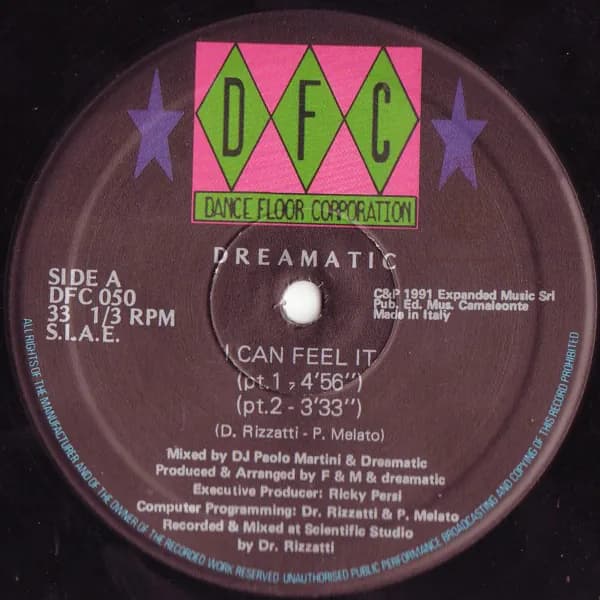 D F C
DANCE FLOOR CORPORATION
DREAMATIC
SIDE A
DFC 050
33 1/3 RPM
S.I.A.E.
C&P 1991 Expanded Music Srl
Pub. Ed. Mus. Camaleonte
Made in Italy
I CAN FEEL IT
(pt.1 - 4'56")
(pt.2 - 3'33")
(D. Rizzatti - P. Melato)
Mixed by DJ Paolo Martini & Dreamatic
Produced & Arranged by F & M & dreamatic
Executive Producer: Ricky Persi
Computer Programming: Dr. Rizzatti & P. Melato
Recorded & Mixed at Scientific Studio
by Dr. Rizzatti
ALL RIGHTS OF THE MANUFACTURER AND OF THE OWNER OF THE RECORDED WORK RESERVED UNAUTHORISED PUBLIC PERFORMANCE BROADCASTING AND COPYING OF THIS RECORD PROHIBITED